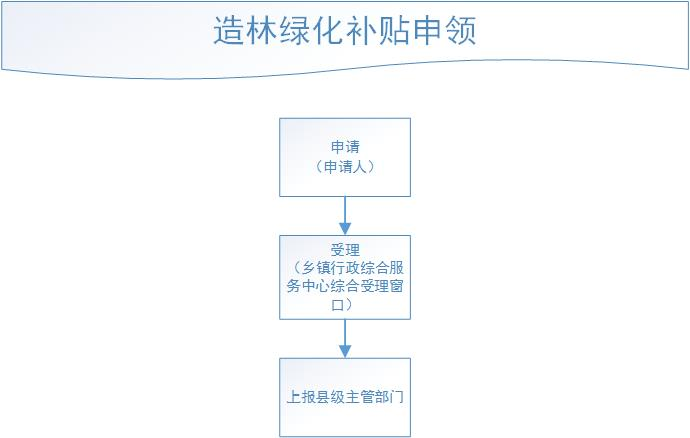 造林绿化补贴申领
申请
（申请人）
受理
（乡镇行政综合服
务中心综合受理窗
口）
上报县级主管部门